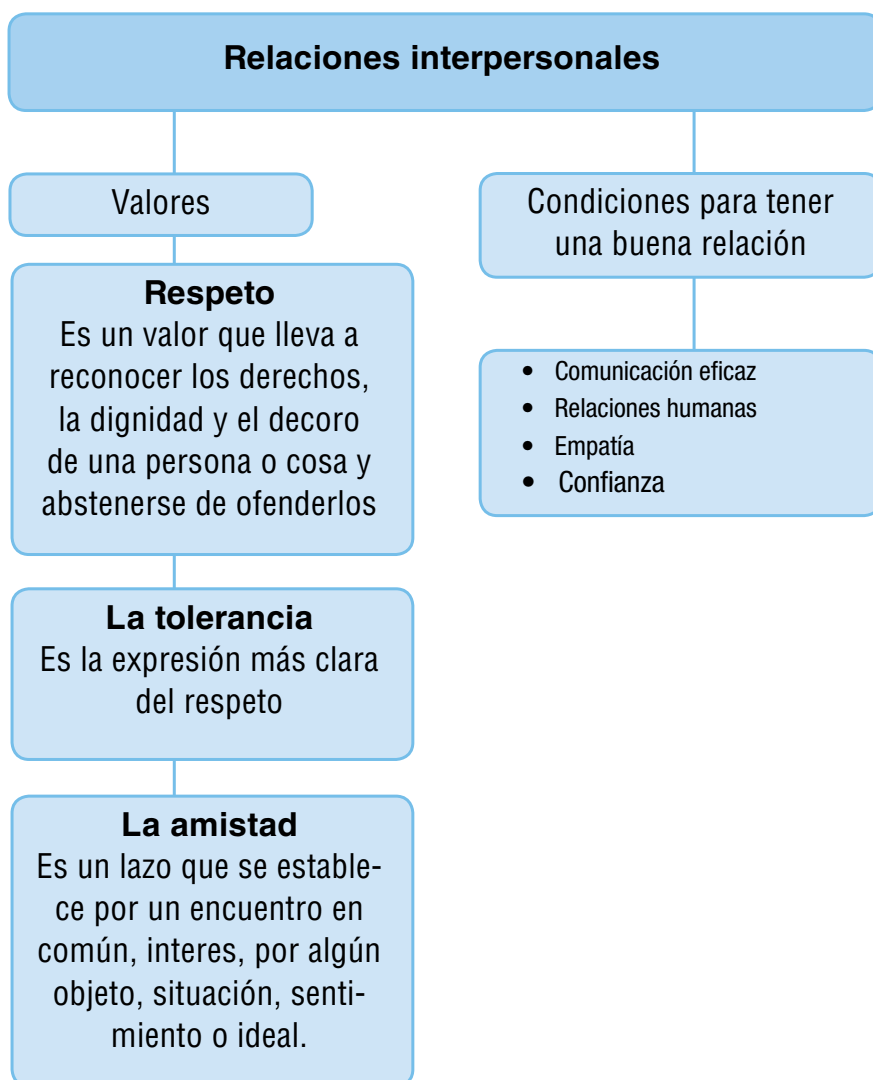 Relaciones interpersonales
Valores
Respeto
Es un valor que lleva a
reconocer los derechos,
la dignidad y el decoro
de una persona o cosa y
abstenerse de ofenderlos
La tolerancia
Es la expresión más clara
del respeto
La amistad
Es un lazo que se estable-
ce por un encuentro en
común, interes, por algún
objeto, situación, senti-
miento o ideal.
Condiciones para tener
una buena relación
• Comunicación eficaz
• Relaciones humanas
• Empatía
• Confianza